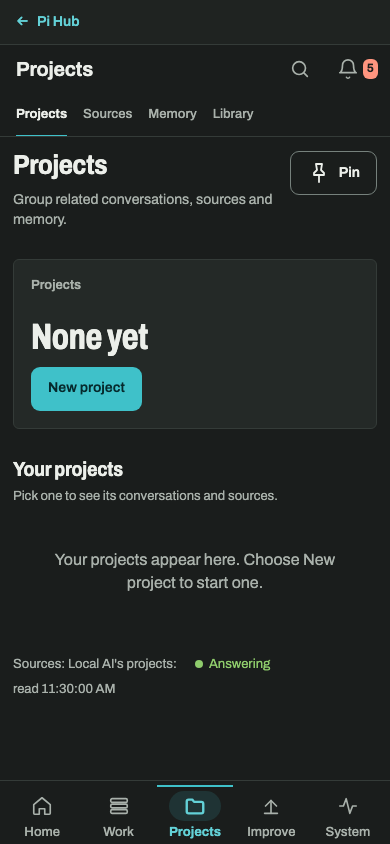 Pi Hub
Projects
5
Projects Sources Memory Library
Projects
Pin
Group related conversations, sources and
memory.
Projects
None yet
New project
Your projects
Pick one to see its conversations and sources.
Your projects appear here. Choose New
project to start one.
Sources: Local AI's projects: Answering
read 11:30:00 AM
Home Work Projects Improve System